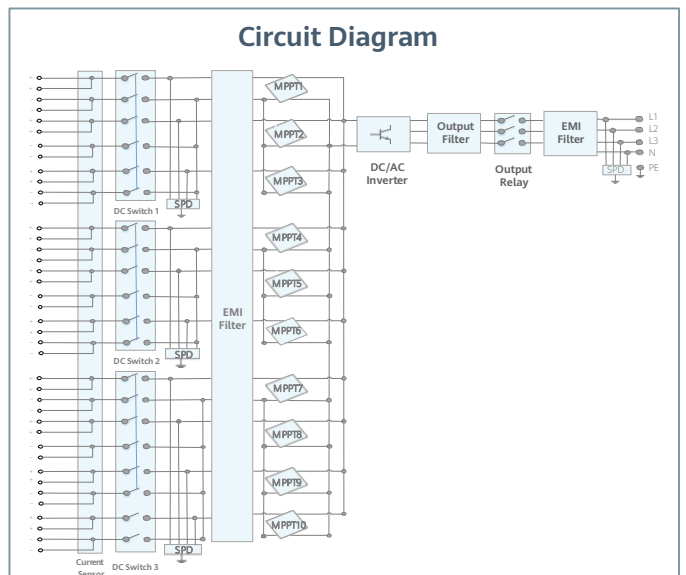 Circuit Diagram
MPPT1
MPPT2
MPPT3
SPD
DC Switch 1
MPPT4
MPPT5
MPPT6
SPD
DC Switch 2
EMI
Filter
MPPT7
MPPT8
MPPT9
MPPT10
SPD
Current
Sensor
DC Switch 3
DC/AC
Inverter
Output
Filter
Output
Relay
EMI
Filter
SPD
L1
L2
L3
N
PE